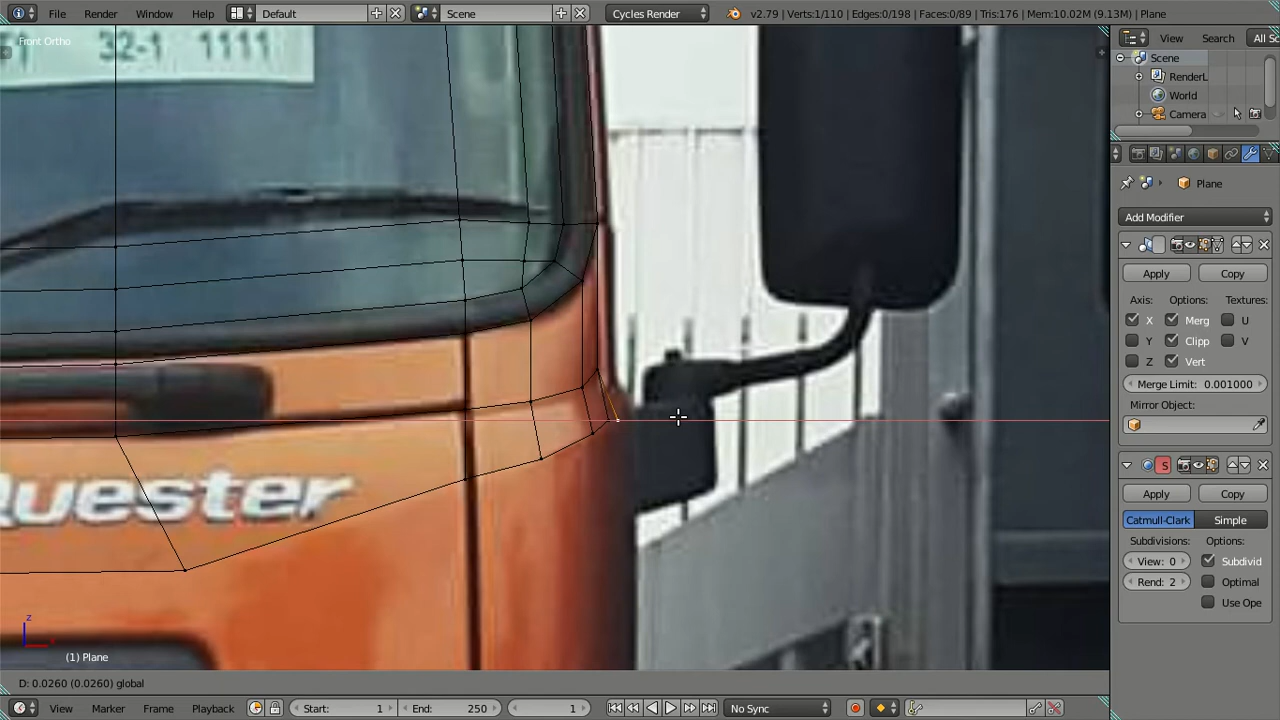 File Render Window Help Default Scene Cycles Render v2.79 | Verts:1/110 | Edges:0/198 | Faces:0/89 | Tris:176 | Mem:10.02M (9.13M) | Plane
Front Ortho
32-1 1111
View Search All Sc
Scene
RenderL
World
Camera
Plane
Add Modifier
Apply Copy
Axis: Options: Textures:
X Merg U
Y Clipp V
Z Vert
Merge Limit: 0.001000
Mirror Object:
S
Apply Copy
Catmull-Clark Simple
Subdivisions: Options:
View: 0 Subdivid
Rend: 2 Optimal
Use Ope
Quester
z
(1) Plane
D: 0.0260 (0.0260) global
View Marker Frame Playback Start: 1 End: 250 1 No Sync